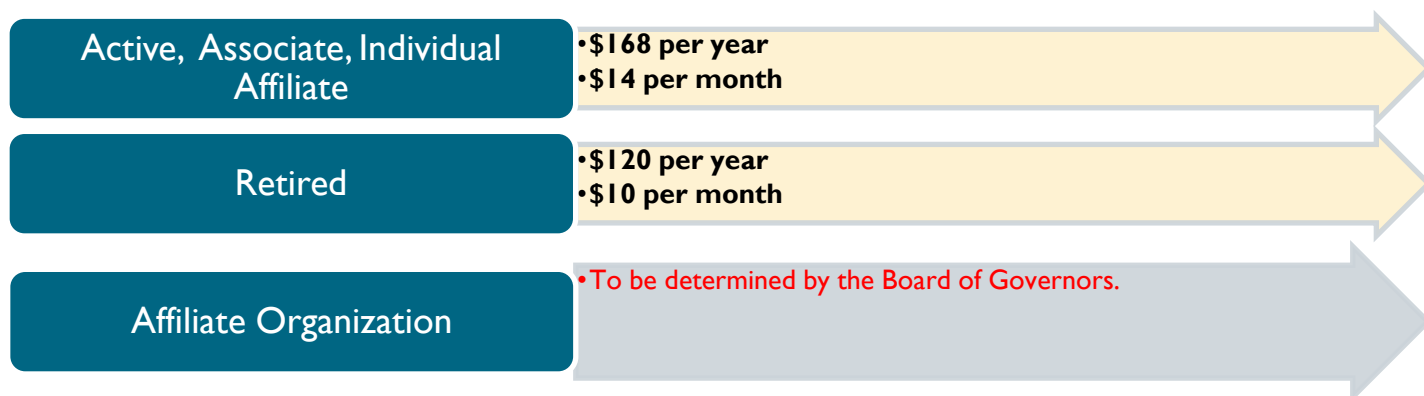 Active, Associate, Individual
Affiliate
•$168 per year
•$14 per month
Retired
•$120 per year
•$10 per month
Affiliate Organization
•To be determined by the Board of Governors.